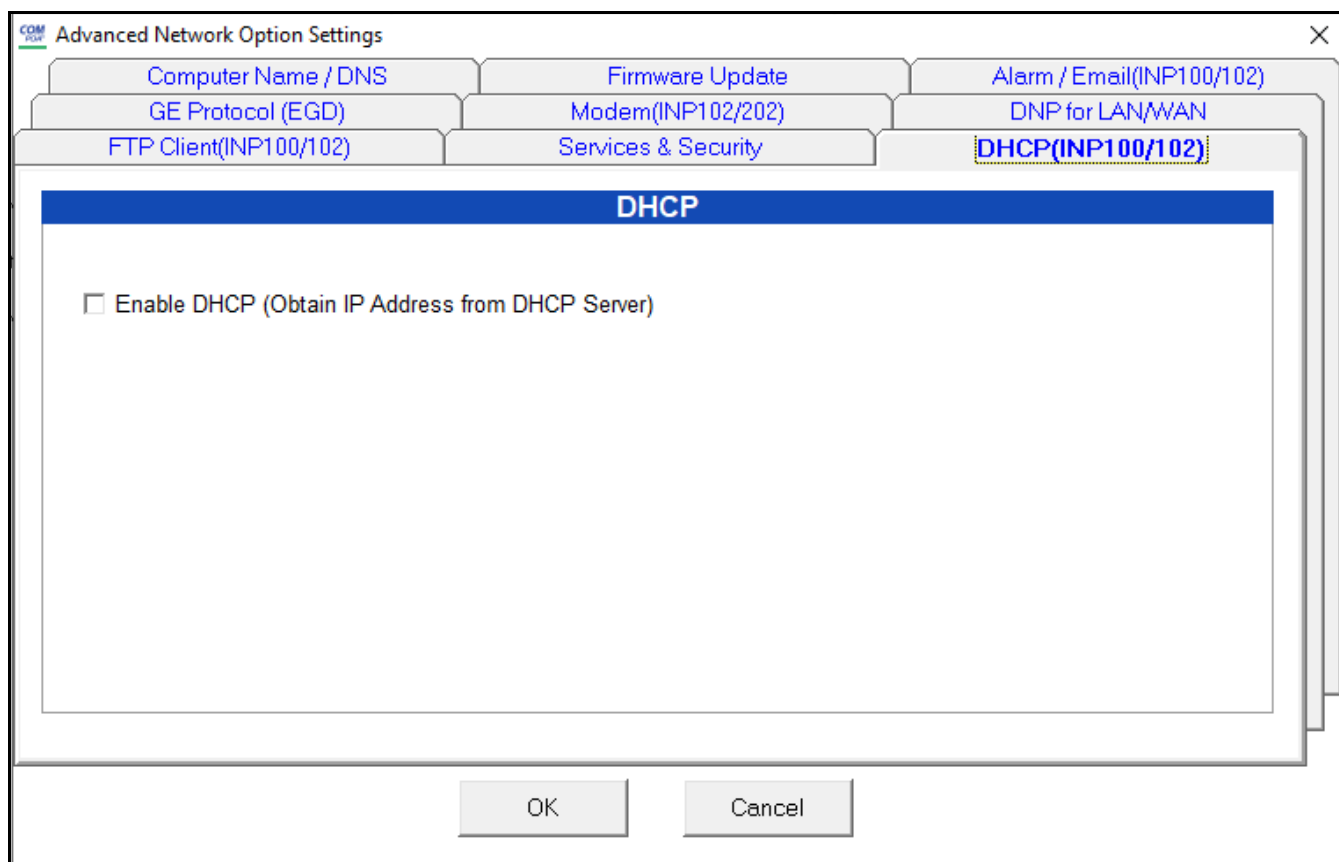 COM PQA Advanced Network Option Settings
Computer Name / DNS Firmware Update Alarm / Email(INP100/102)
GE Protocol (EGD) Modem(INP102/202) DNP for LAN/WAN
FTP Client(INP100/102) Services & Security DHCP(INP100/102)
DHCP
Enable DHCP (Obtain IP Address from DHCP Server)
OK Cancel